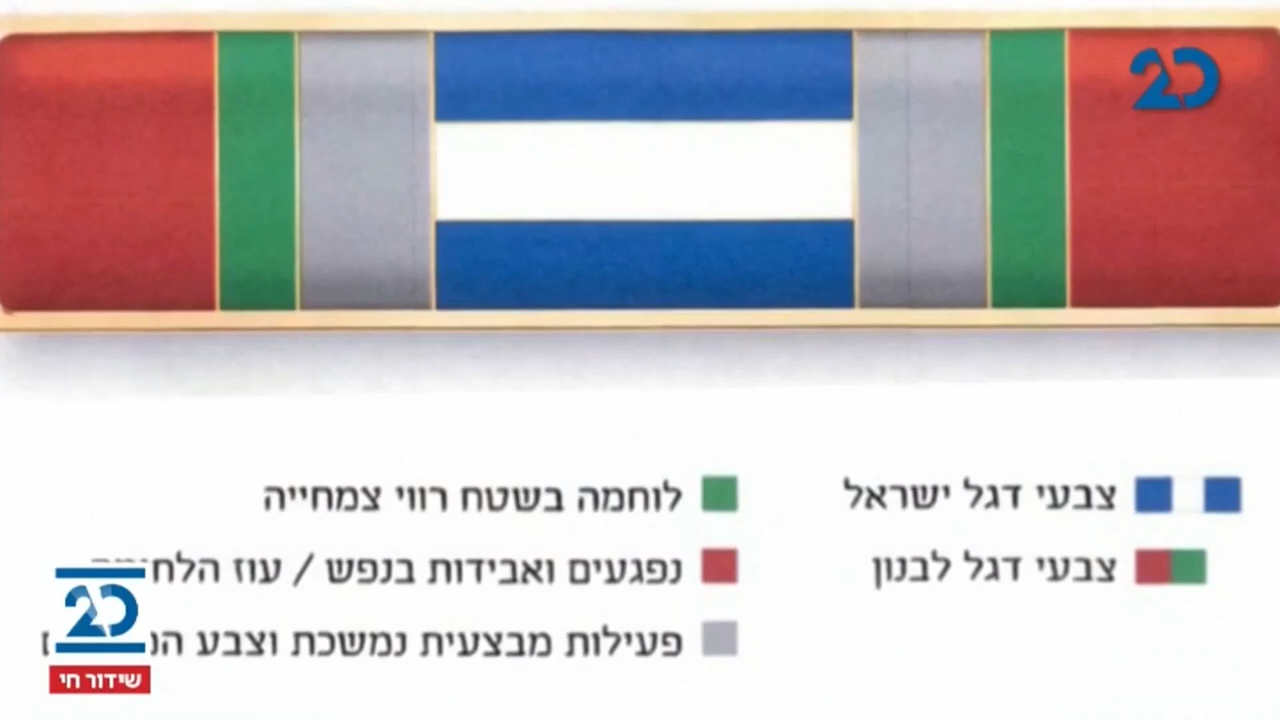 20
צבעי דגל ישראל
צבעי דגל לבנון
לוחמה בשטח רווי צמחייה
נפגעים ואבידות בנפש / עוז
פעילות מבצעית נמשכת וצבע
20
שידור חי